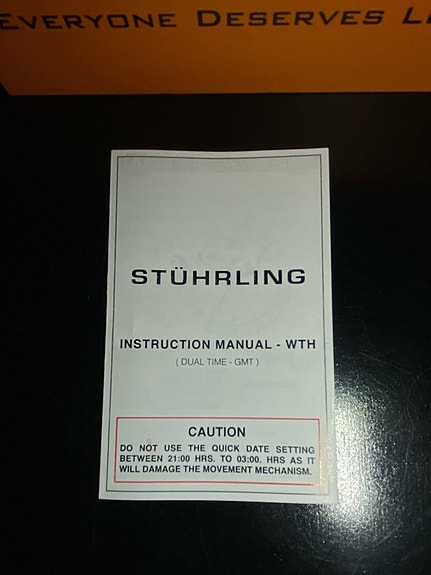 EVERYONE DESERVES
STÜHRLING
INSTRUCTION MANUAL - WTH
( DUAL TIME - GMT )
CAUTION
DO NOT USE THE QUICK DATE SETTING
BETWEEN 21:00 HRS. TO 03:00. HRS AS IT
WILL DAMAGE THE MOVEMENT MECHANISM.